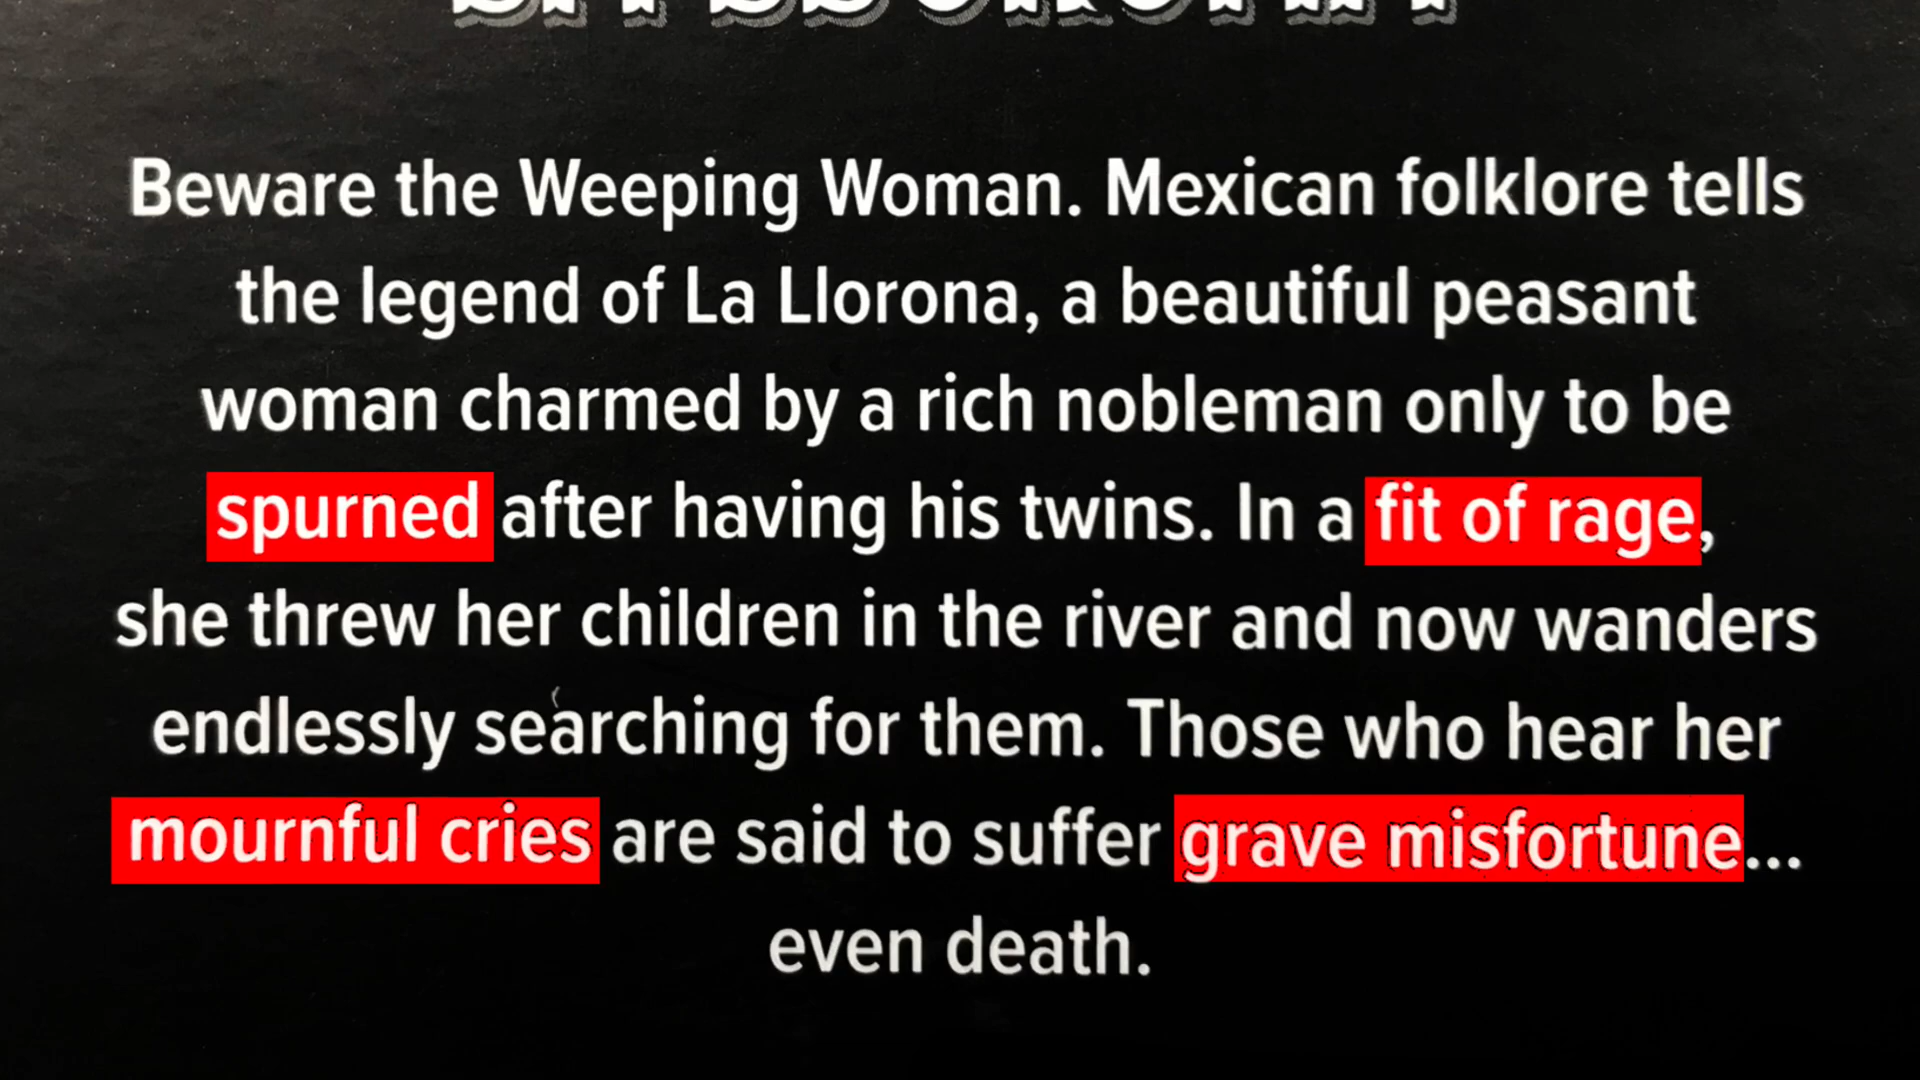 Beware the Weeping Woman. Mexican folklore tells
the legend of La Llorona, a beautiful peasant
woman charmed by a rich nobleman only to be
spurned after having his twins. In a fit of rage,
she threw her children in the river and now wanders
endlessly searching for them. Those who hear her
mournful cries are said to suffer grave misfortune...
even death.